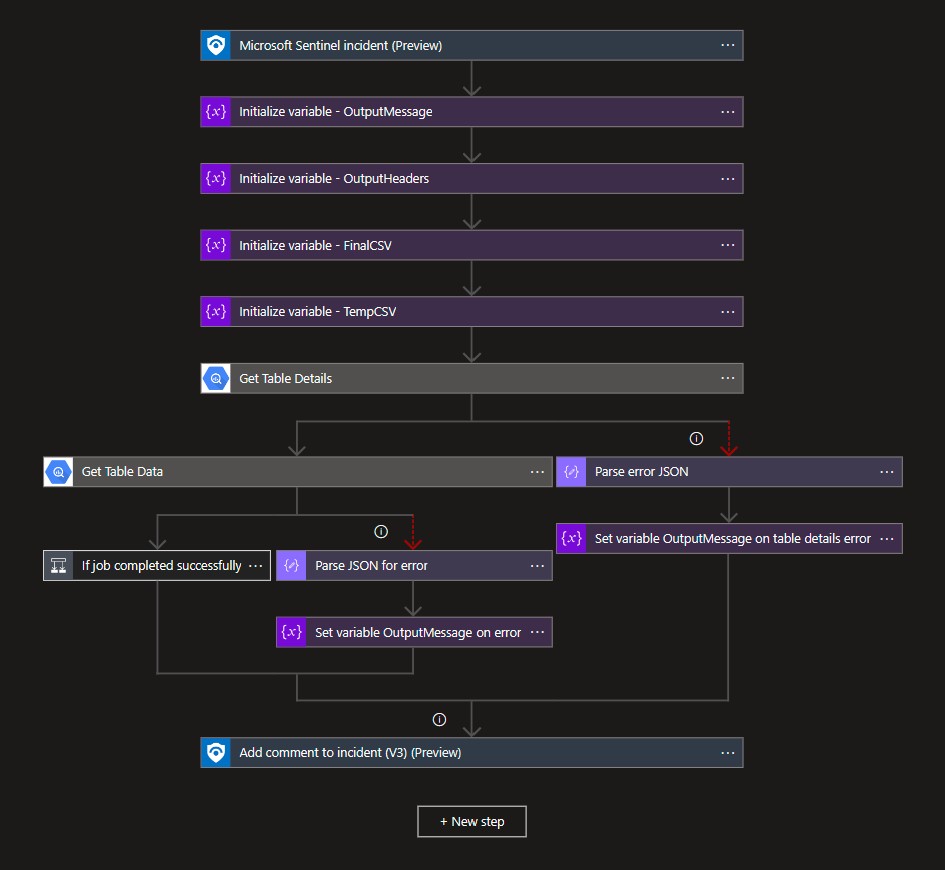 Microsoft Sentinel incident (Preview)
{x} Initialize variable - OutputMessage
{x} Initialize variable - OutputHeaders
{x} Initialize variable - FinalCSV
{x} Initialize variable - TempCSV
Get Table Details
Get Table Data
Parse error JSON
{x} Set variable OutputMessage on table details error
If job completed successfully
Parse JSON for error
{x} Set variable OutputMessage on error
Add comment to incident (V3) (Preview)
+ New step